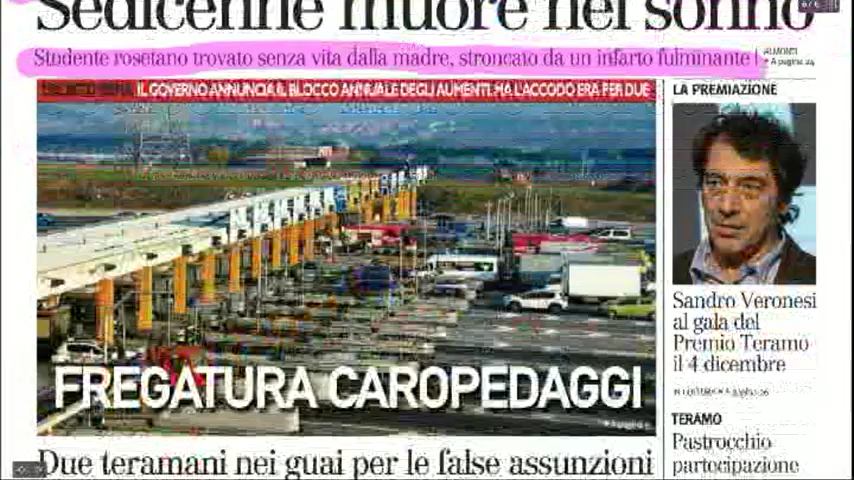 Sedicenne muore nel sonno
Studente rosetano trovato senza vita dalla madre, stroncato da un infarto fulminante
ALMONTI
A pagina 24
IL GOVERNO ANNUNCIA IL BLOCCO ANNUALE DEGLI AUMENTI. MA L'ACCODO ERA PER DUE
LA PREMIAZIONE
FREGATURA CAROPEDAGGI
Sandro Veronesi
al gala del
Premio Teramo
il 4 dicembre
TERAMO
Pastrocchio
partecipazione
Due teramani nei guai per le false assunzioni